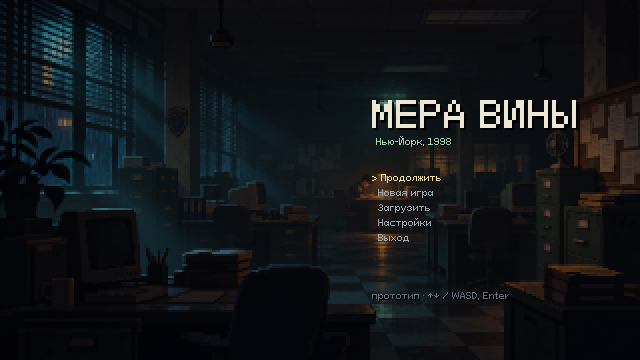 МЕРА ВИНЫ
Нью-Йорк, 1998
> Продолжить
Новая игра
Загрузить
Настройки
Выход
прототип · ↑↓ / WASD, Enter